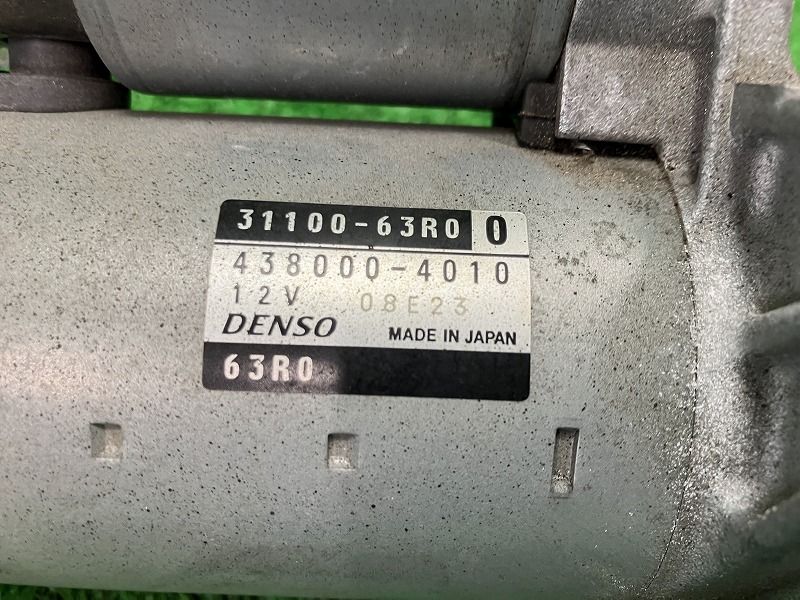 31100-63R0 0
438000-4010
12V 08E23
DENSO MADE IN JAPAN
63R0